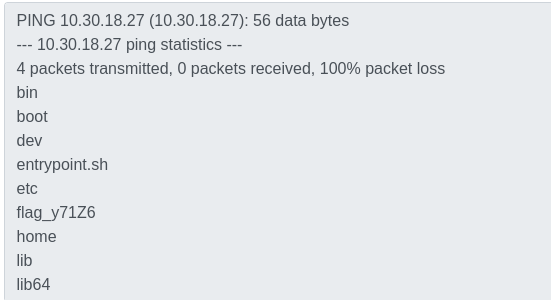 PING 10.30.18.27 (10.30.18.27): 56 data bytes
--- 10.30.18.27 ping statistics ---
4 packets transmitted, 0 packets received, 100% packet loss
bin
boot
dev
entrypoint.sh
etc
flag_y71Z6
home
lib
lib64